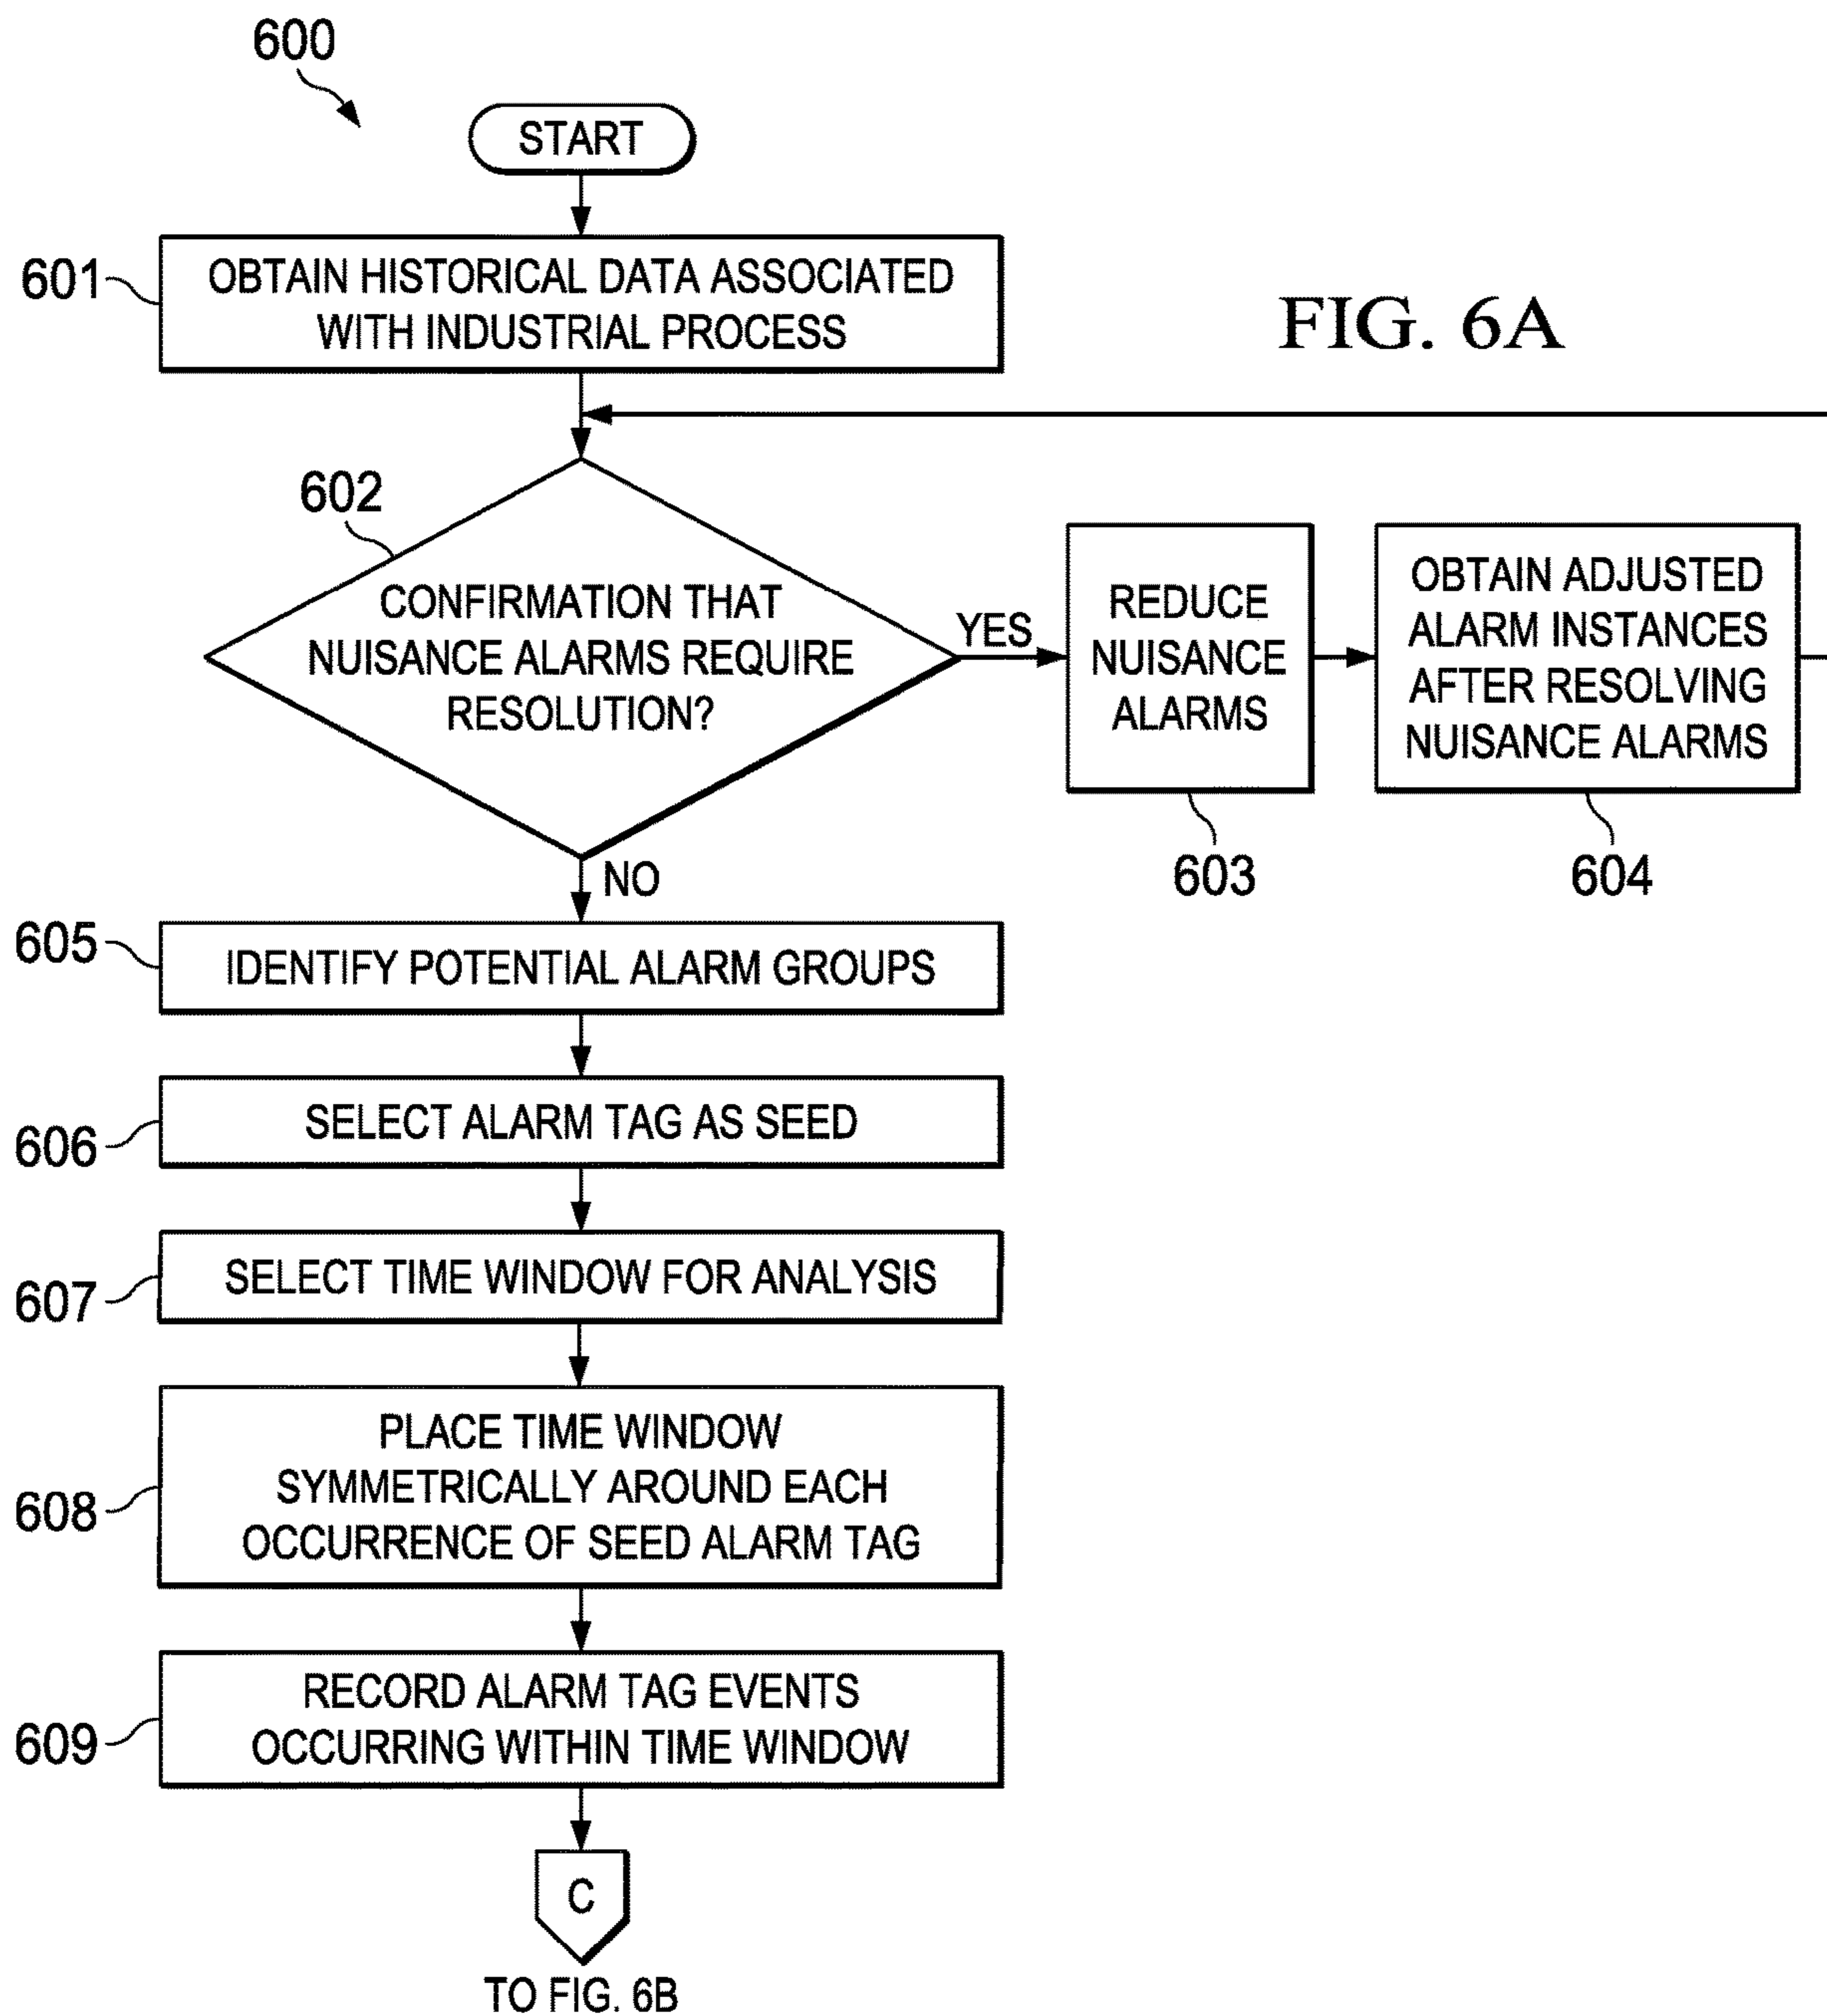 600
START
601
OBTAIN HISTORICAL DATA ASSOCIATED
WITH INDUSTRIAL PROCESS
FIG. 6A
602
CONFIRMATION THAT
NUISANCE ALARMS REQUIRE
RESOLUTION?
YES
REDUCE
NUISANCE
ALARMS
603
OBTAIN ADJUSTED
ALARM INSTANCES
AFTER RESOLVING
NUISANCE ALARMS
604
NO
605
IDENTIFY POTENTIAL ALARM GROUPS
606
SELECT ALARM TAG AS SEED
607
SELECT TIME WINDOW FOR ANALYSIS
608
PLACE TIME WINDOW
SYMMETRICALLY AROUND EACH
OCCURRENCE OF SEED ALARM TAG
609
RECORD ALARM TAG EVENTS
OCCURRING WITHIN TIME WINDOW
C
TO FIG. 6B